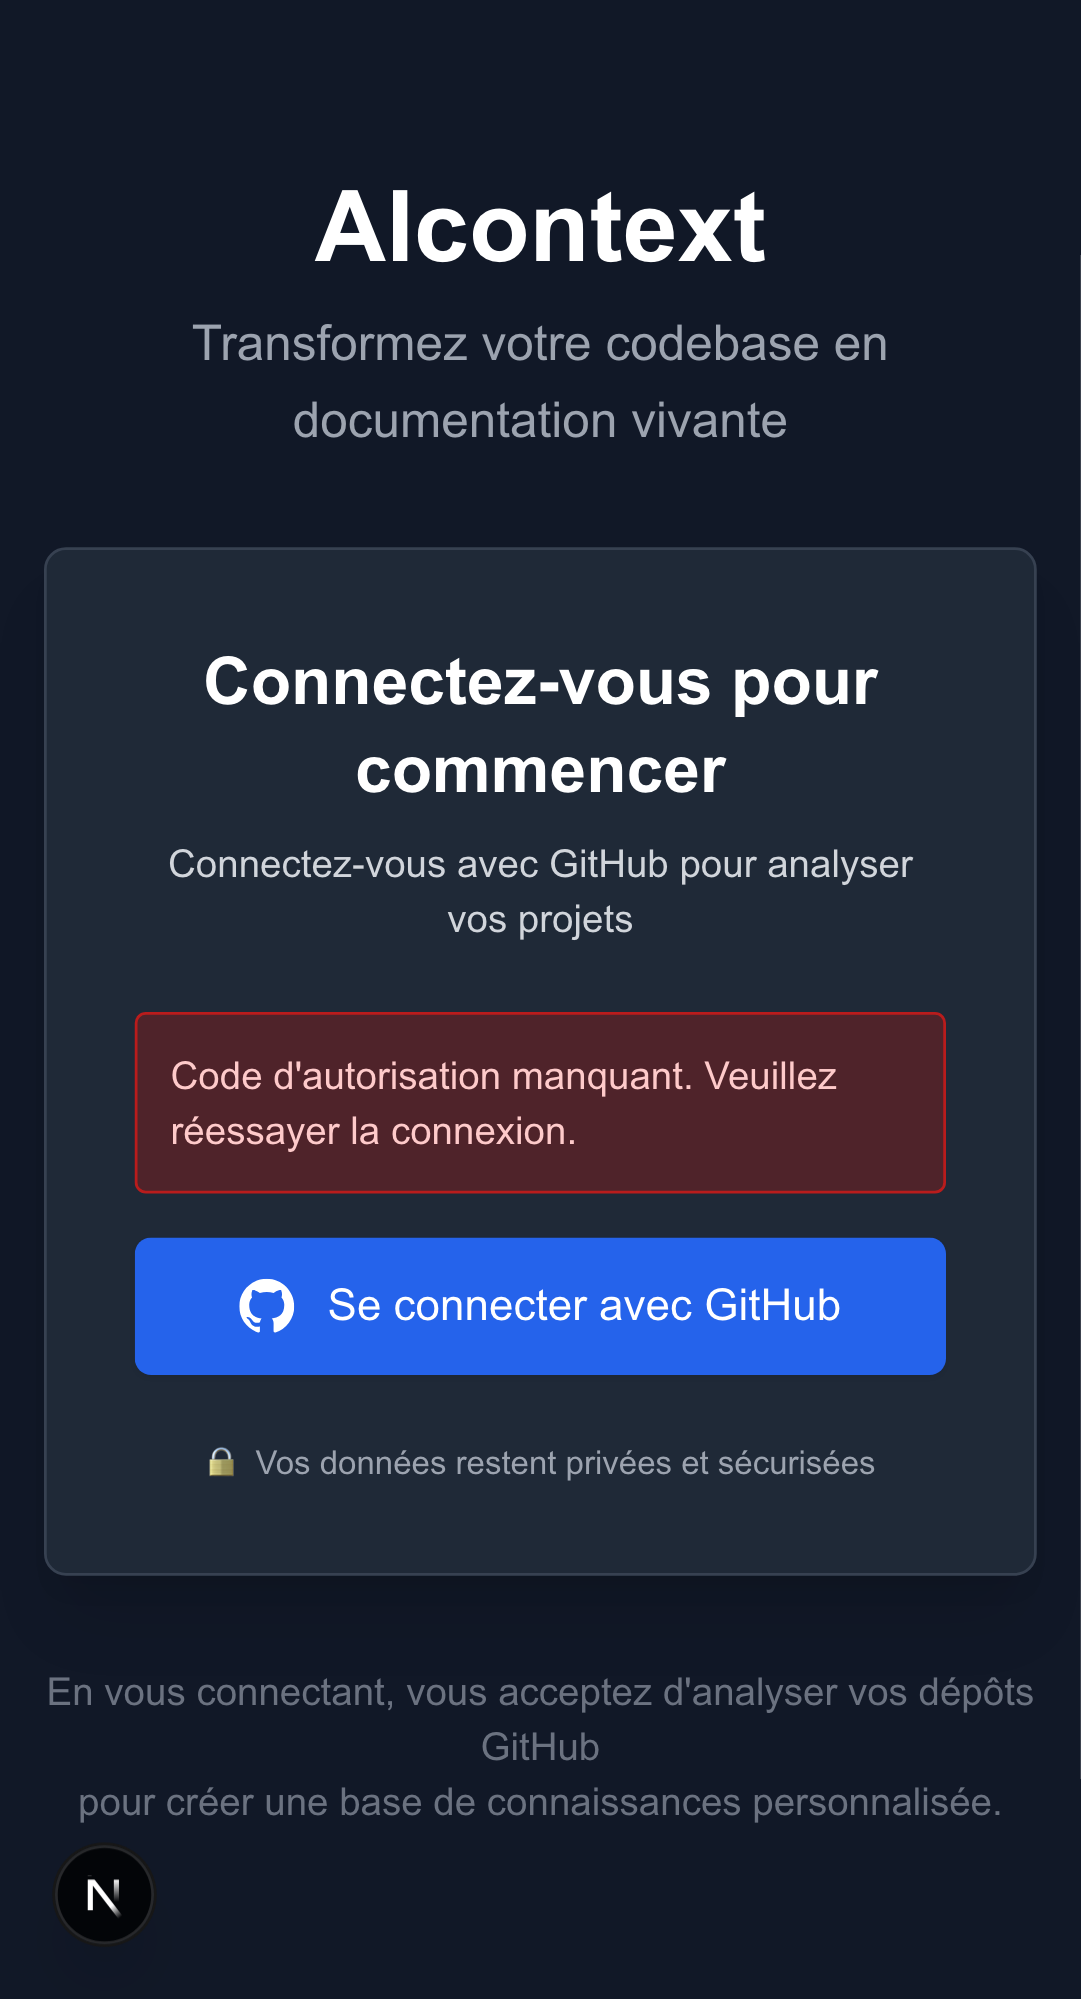 AIcontext
Transformez votre codebase en
documentation vivante
Connectez-vous pour
commencer
Connectez-vous avec GitHub pour analyser
vos projets
Code d'autorisation manquant. Veuillez
réessayer la connexion.
Se connecter avec GitHub
🔒 Vos données restent privées et sécurisées
En vous connectant, vous acceptez d'analyser vos dépôts
GitHub
pour créer une base de connaissances personnalisée.
N